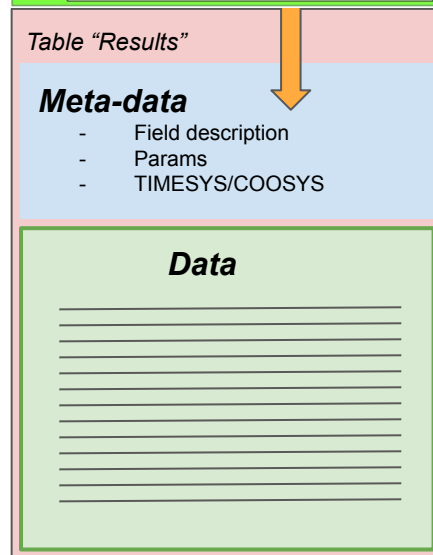 Table “Results”
Meta-data
- Field description
- Params
- TIMESYS/COOSYS
Data